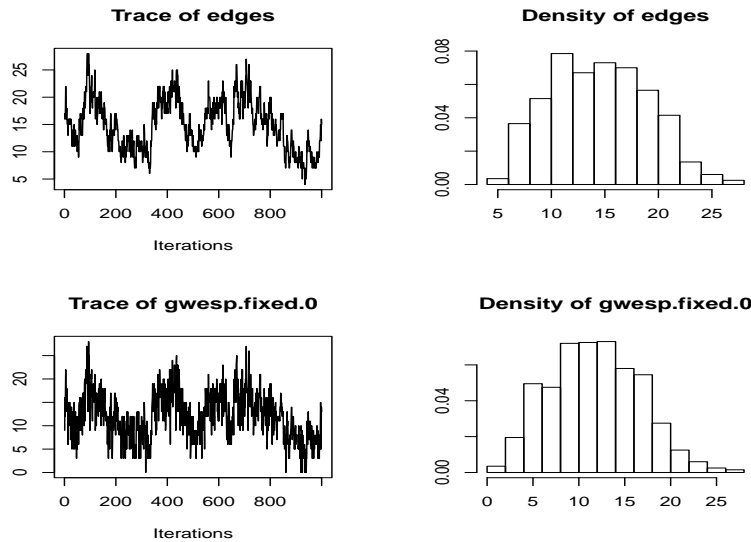 Trace of edges
25
20
15
10
5
0 200 400 600 800
Iterations
Density of edges
0.08
0.04
0.00
5 10 15 20 25
Trace of gwesp.fixed.0
20
10
5
0
0 200 400 600 800
Iterations
Density of gwesp.fixed.0
0.04
0.00
0 5 10 15 20 25